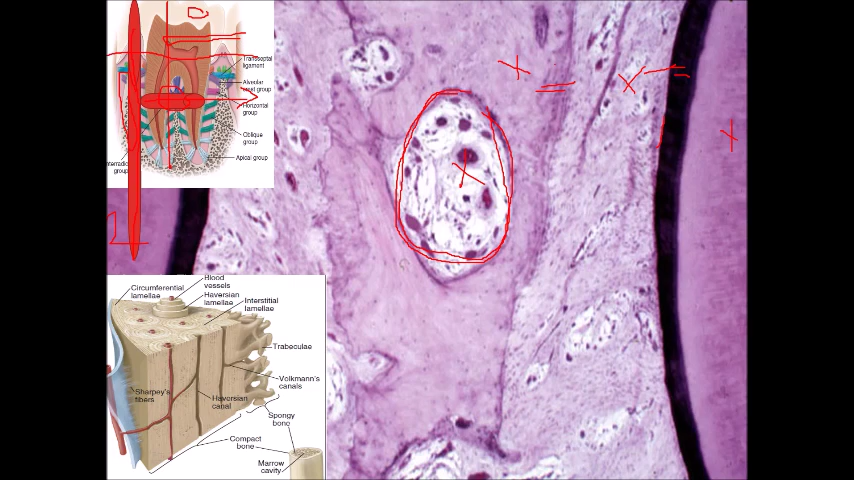 Transseptal
ligament
Alveolar
crest group
Horizontal
group
Oblique
group
Apical group
group
Blood
vessels
Circumferential
lamellae
Haversian
lamellae
Interstitial
lamellae
Trabeculae
Volkmann's
canals
Sharpey's
fibers
Haversian
canal
Spongy
bone
Compact
bone
Marrow
cavity